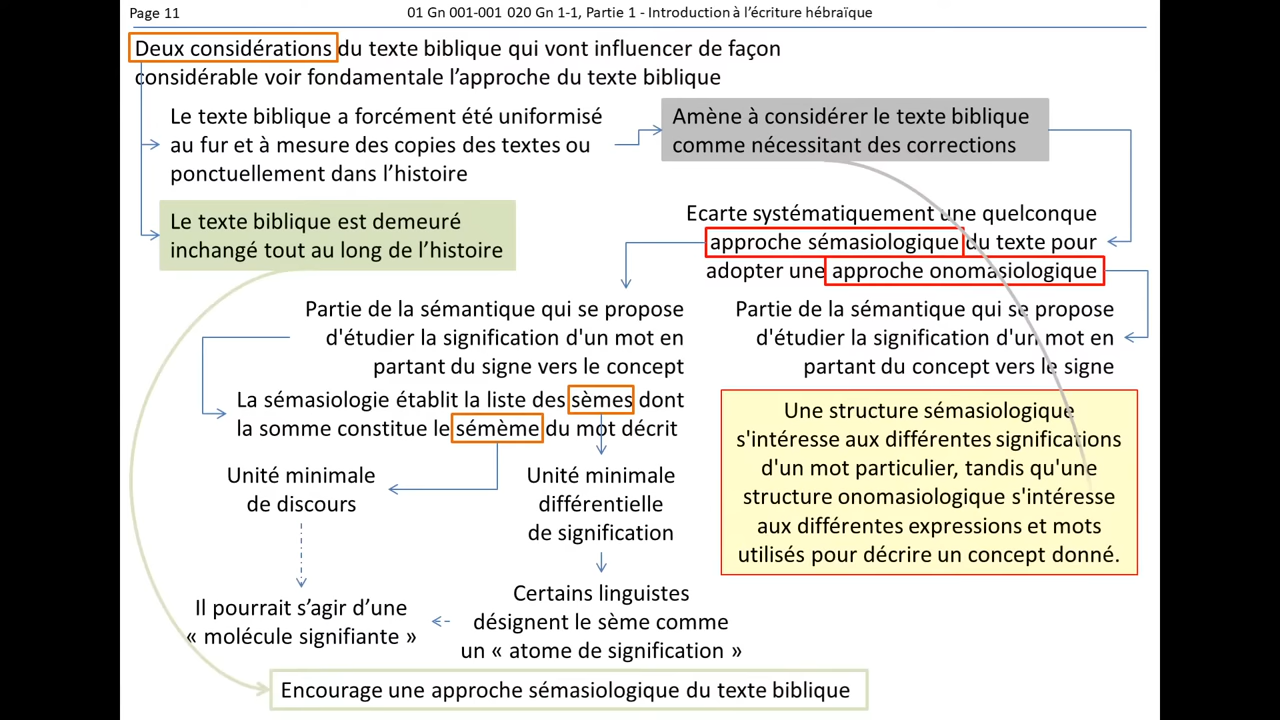 Page 11
01 Gn 001-001 020 Gn 1-1, Partie 1 - Introduction à l’écriture hébraïque
Deux considérations du texte biblique qui vont influencer de façon
considérable voir fondamentale l’approche du texte biblique
Le texte biblique a forcément été uniformisé
au fur et à mesure des copies des textes ou
ponctuellement dans l’histoire
Amène à considérer le texte biblique
comme nécessitant des corrections
Le texte biblique est demeuré
inchangé tout au long de l’histoire
Ecarte systématiquement une quelconque
approche sémasiologique du texte pour
adopter une approche onomasiologique
Partie de la sémantique qui se propose
d'étudier la signification d'un mot en
partant du signe vers le concept
Partie de la sémantique qui se propose
d'étudier la signification d'un mot en
partant du concept vers le signe
La sémasiologie établit la liste des sèmes dont
la somme constitue le sémème du mot décrit
Unité minimale
de discours
Unité minimale
différentielle
de signification
Une structure sémasiologique
s'intéresse aux différentes significations
d'un mot particulier, tandis qu'une
structure onomasiologique s'intéresse
aux différentes expressions et mots
utilisés pour décrire un concept donné.
Il pourrait s’agir d’une
« molécule signifiante »
Certains linguistes
désignent le sème comme
un « atome de signification »
Encourage une approche sémasiologique du texte biblique